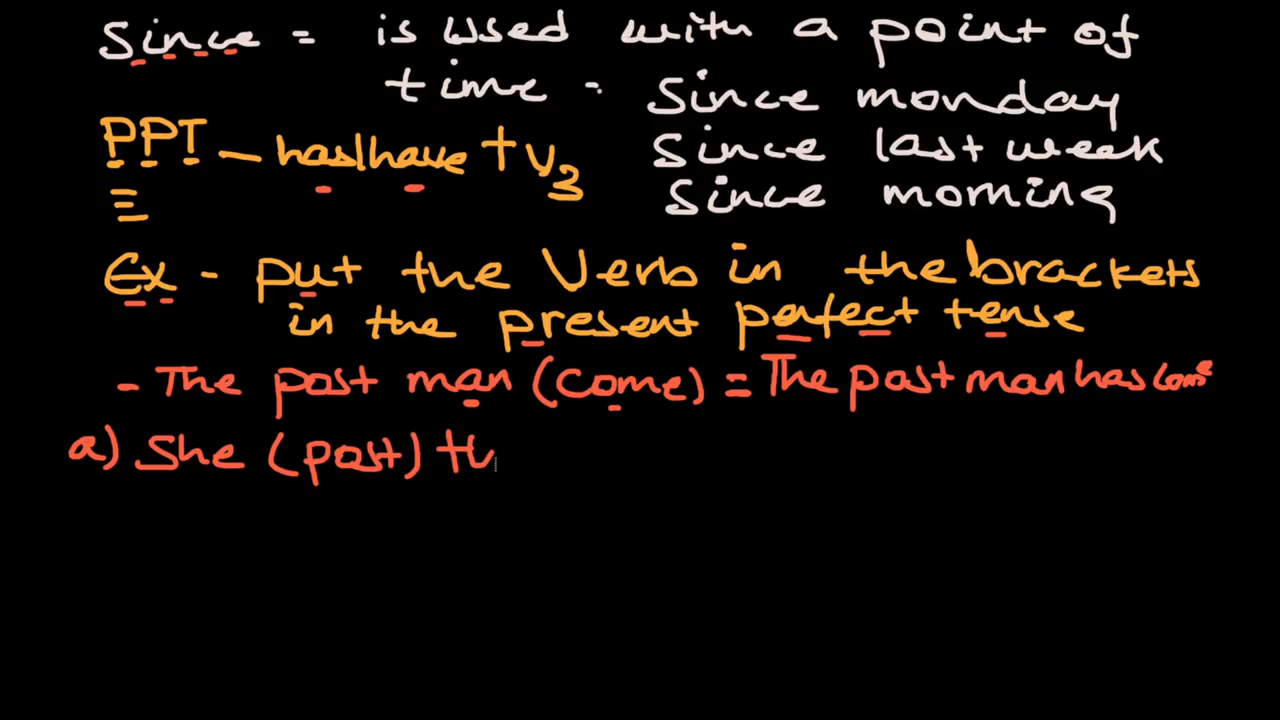 Since = is used with a point of
time - Since monday
PPT - has/have + V3
Since last week
Since morning
Ex - put the Verb in the brackets
in the present perfect tense
- The post man (come) = The post man has come
a) She (post) th